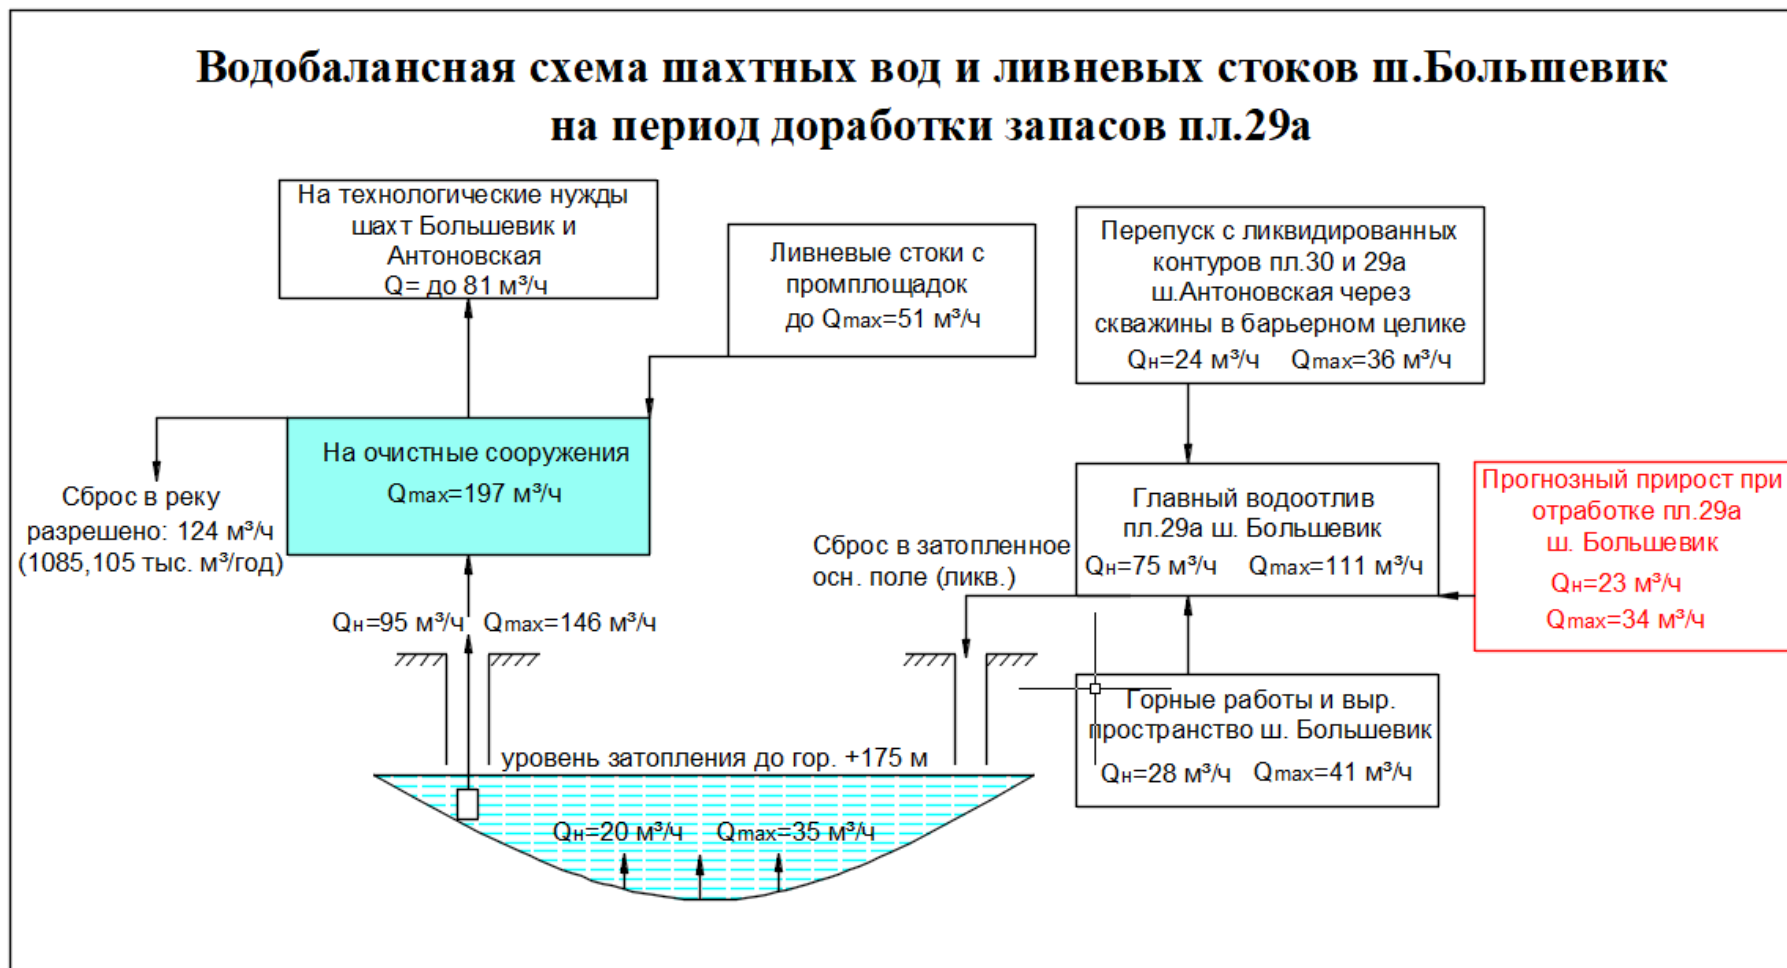 Водобалансная схема шахтных вод и ливневых стоков ш.Большевик
на период доработки запасов пл.29а
На технологические нужды
шахт Большевик и
Антоновская
Q= до 81 м³/ч
Ливневые стоки с
промплощадок
до Qmax=51 м³/ч
Перепуск с ликвидированных
контуров пл.30 и 29а
ш.Антоновская через
скважины в барьерном целике
Qн=24 м³/ч Qmax=36 м³/ч
На очистные сооружения
Qmax=197 м³/ч
Сброс в реку
разрешено: 124 м³/ч
(1085,105 тыс. м³/год)
Главный водоотлив
пл.29а ш. Большевик
Qн=75 м³/ч Qmax=111 м³/ч
Прогнозный прирост при
отработке пл.29а
ш. Большевик
Qн=23 м³/ч
Qmax=34 м³/ч
Сброс в затопленное
осн. поле (ликв.)
Qн=95 м³/ч Qmax=146 м³/ч
Горные работы и выр.
пространство ш. Большевик
Qн=28 м³/ч Qmax=41 м³/ч
уровень затопления до гор. +175 м
Qн=20 м³/ч Qmax=35 м³/ч